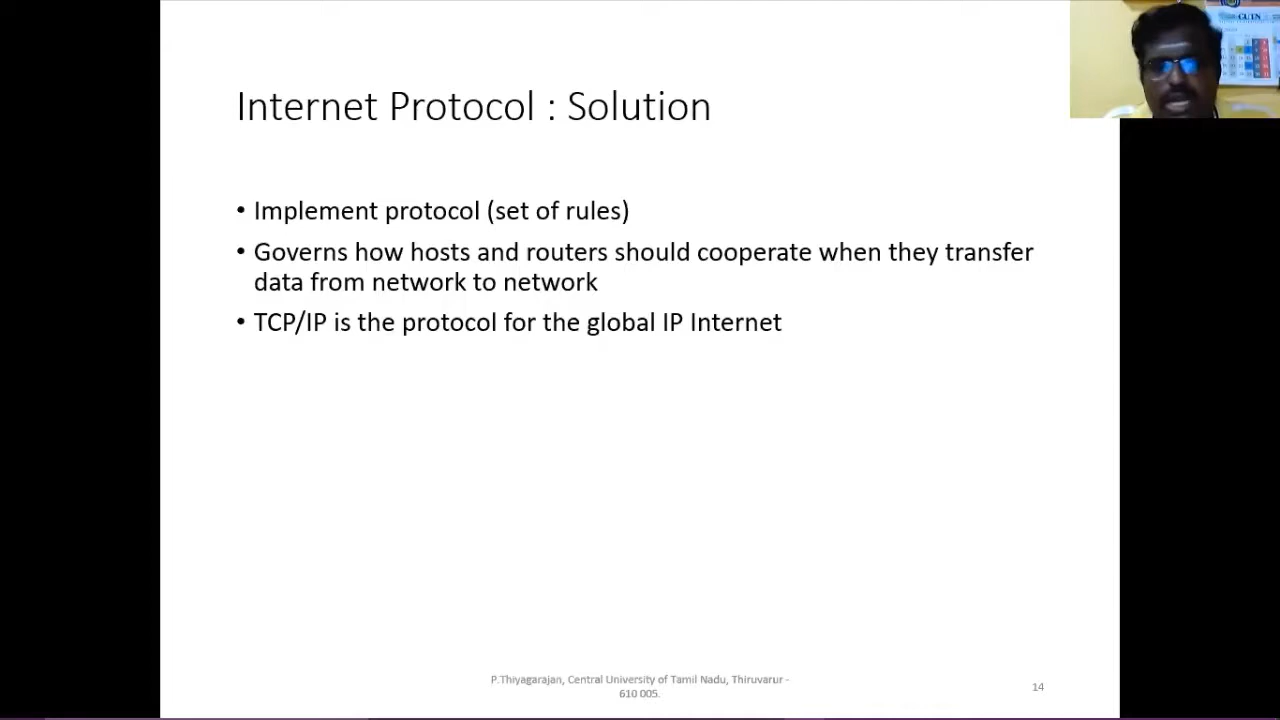 CUTN
Internet Protocol : Solution
• Implement protocol (set of rules)
• Governs how hosts and routers should cooperate when they transfer
data from network to network
• TCP/IP is the protocol for the global IP Internet
P.Thiyagarajan, Central University of Tamil Nadu, Thiruvarur -
610 005.
14